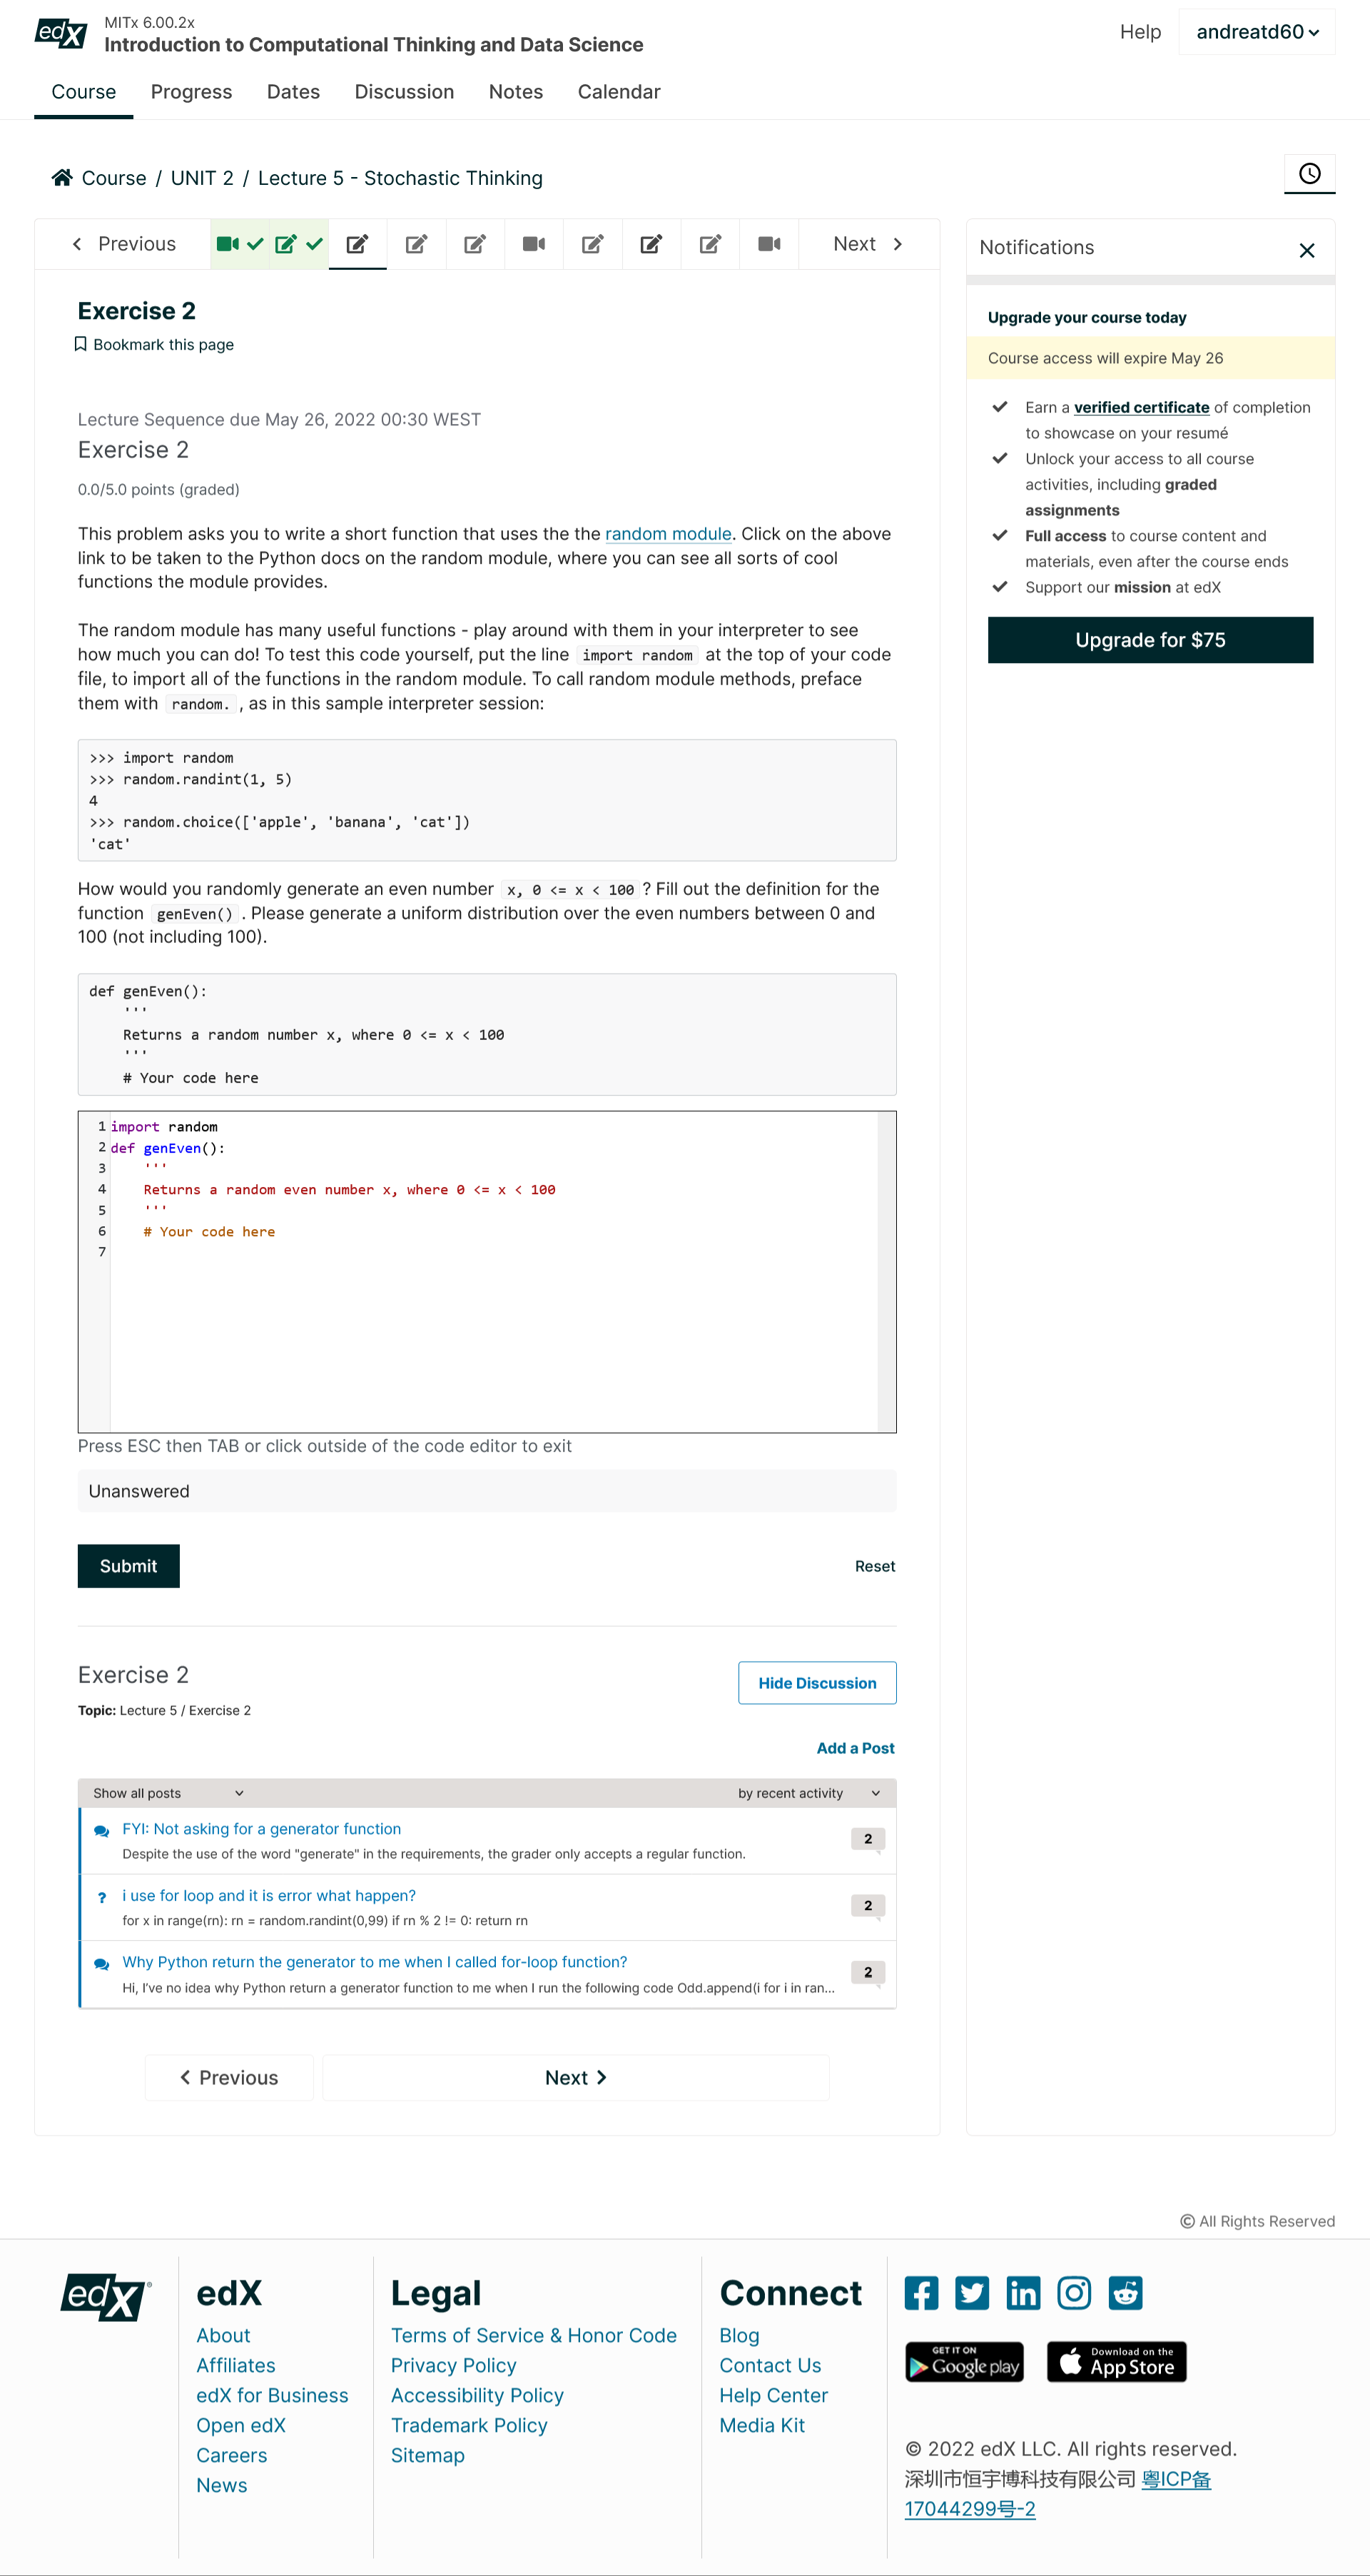 edX
MITx 6.00.2x
Introduction to Computational Thinking and Data Science
Help
andreatd60
Course
Progress
Dates
Discussion
Notes
Calendar
Course / UNIT 2 / Lecture 5 - Stochastic Thinking
Previous
Next
Exercise 2
Bookmark this page
Lecture Sequence due May 26, 2022 00:30 WEST
Exercise 2
0.0/5.0 points (graded)
This problem asks you to write a short function that uses the the random module. Click on the above
link to be taken to the Python docs on the random module, where you can see all sorts of cool
functions the module provides.
The random module has many useful functions - play around with them in your interpreter to see
how much you can do! To test this code yourself, put the line import random at the top of your code
file, to import all of the functions in the random module. To call random module methods, preface
them with random. , as in this sample interpreter session:
>>> import random
>>> random.randint(1, 5)
4
>>> random.choice(['apple', 'banana', 'cat'])
'cat'
How would you randomly generate an even number x, 0 <= x < 100 ? Fill out the definition for the
function genEven() . Please generate a uniform distribution over the even numbers between 0 and
100 (not including 100).
def genEven():
'''
Returns a random number x, where 0 <= x < 100
'''
# Your code here
1 import random
2 def genEven():
3 '''
4 Returns a random even number x, where 0 <= x < 100
5 '''
6 # Your code here
7
Press ESC then TAB or click outside of the code editor to exit
Unanswered
Submit
Reset
Exercise 2
Hide Discussion
Topic: Lecture 5 / Exercise 2
Add a Post
Show all posts
by recent activity
FYI: Not asking for a generator function
Despite the use of the word "generate" in the requirements, the grader only accepts a regular function.
2
? i use for loop and it is error what happen?
for x in range(rn): rn = random.randint(0,99) if rn % 2 != 0: return rn
2
Why Python return the generator to me when I called for-loop function?
Hi, I've no idea why Python return a generator function to me when I run the following code Odd.append(i for i in ran...
2
Previous
Next
Notifications
Upgrade your course today
Course access will expire May 26
Earn a verified certificate of completion
to showcase on your resumé
Unlock your access to all course
activities, including graded
assignments
Full access to course content and
materials, even after the course ends
Support our mission at edX
Upgrade for $75
© All Rights Reserved
edX®
edX
About
Affiliates
edX for Business
Open edX
Careers
News
Legal
Terms of Service & Honor Code
Privacy Policy
Accessibility Policy
Trademark Policy
Sitemap
Connect
Blog
Contact Us
Help Center
Media Kit
GET IT ON
Google play
Download on the
App Store
© 2022 edX LLC. All rights reserved.
深圳市恒宇博科技有限公司 粤ICP备
17044299号-2